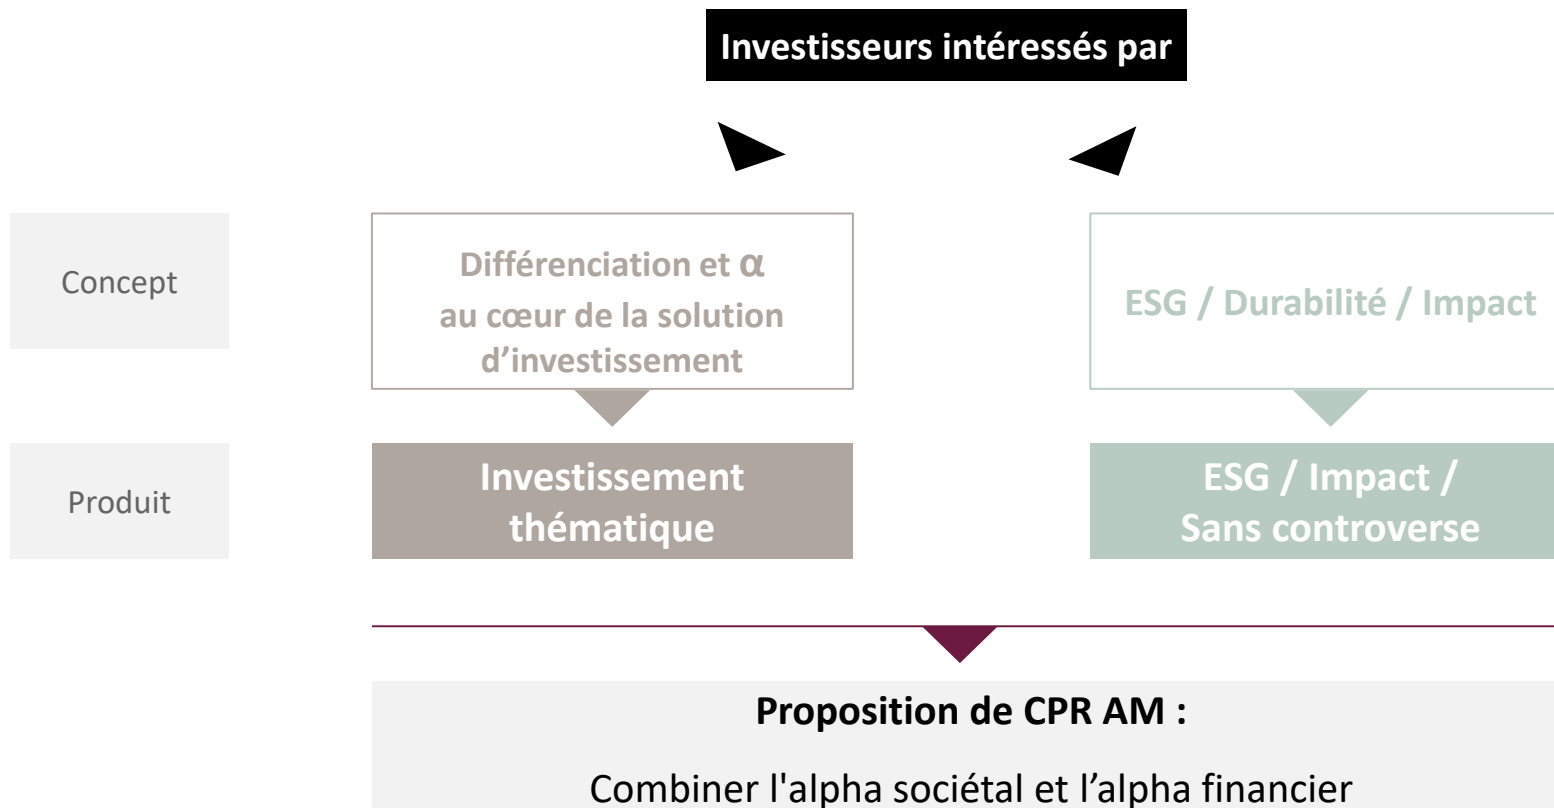 Investisseurs intéressés par
Concept
Différenciation et α
au cœur de la solution
d’investissement
ESG / Durabilité / Impact
Produit
Investissement
thématique
ESG / Impact /
Sans controverse
Proposition de CPR AM :
Combiner l'alpha sociétal et l’alpha financier